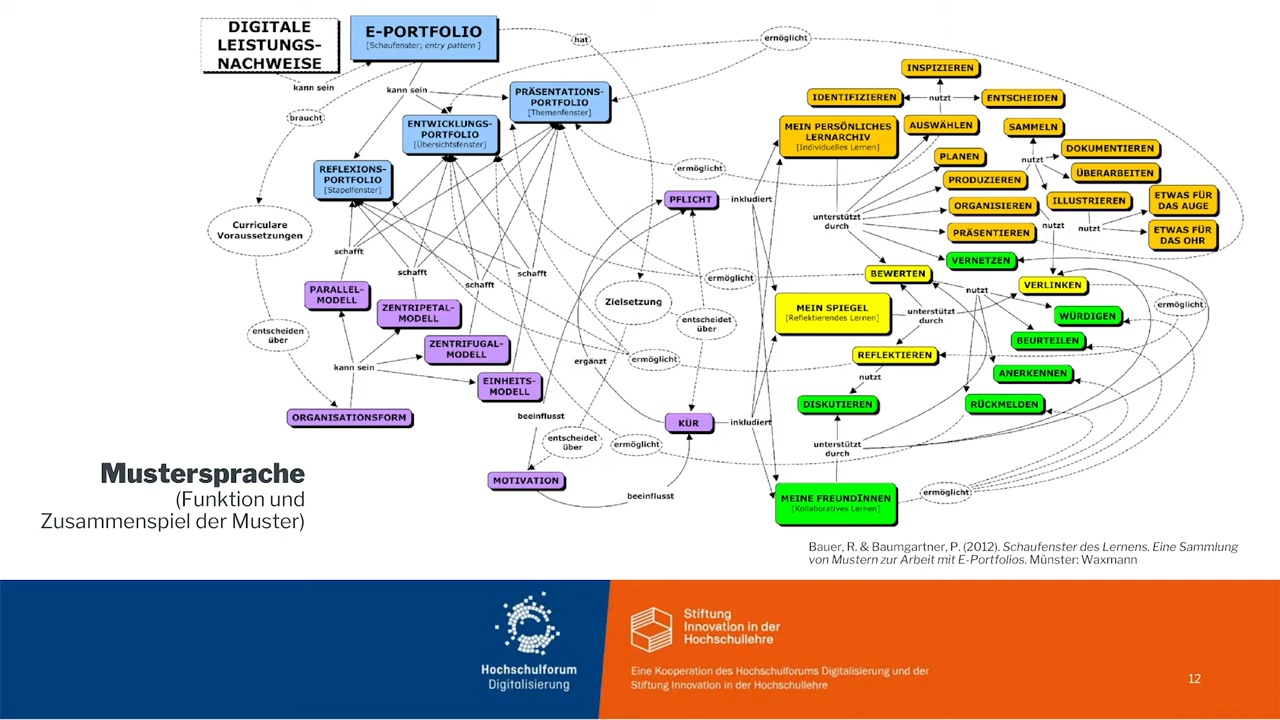 DIGITALE
LEISTUNGS-
NACHWEISE
E-PORTFOLIO
[Schaufenster; entry pattern ]
hat
ermöglicht
kann sein
kann sein
braucht
PRÄSENTATIONS-
PORTFOLIO
[Themenfenster]
ENTWICKLUNGS-
PORTFOLIO
[Übersichtsfenster]
REFLEXIONS-
PORTFOLIO
[Stapelfenster]
INSPIZIEREN
IDENTIFIZIEREN
nutzt
ENTSCHEIDEN
MEIN PERSÖNLICHES
LERNARCHIV
[Individuelles Lernen]
AUSWÄHLEN
SAMMELN
DOKUMENTIEREN
nutzt
ÜBERARBEITEN
PLANEN
PRODUZIEREN
ORGANISIEREN
PRÄSENTIEREN
ILLUSTRIEREN
ETWAS FÜR
DAS AUGE
nutzt
nutzt
ETWAS FÜR
DAS OHR
ermöglicht
PFLICHT
inkludiert
unterstützt
durch
VERNETZEN
Curriculare
Voraussetzungen
schafft
schafft
schafft
schafft
ermöglicht
BEWERTEN
nutzt
VERLINKEN
ermöglicht
PARALLEL-
MODELL
ZENTRIPETAL-
MODELL
ZENTRIFUGAL-
MODELL
EINHEITS-
MODELL
Zielsetzung
entscheidet
über
MEIN SPIEGEL
[Reflektierendes Lernen]
unterstützt
durch
WÜRDIGEN
BEURTEILEN
entscheiden
über
kann sein
ergänzt
ermöglicht
REFLEKTIEREN
nutzt
ANERKENNEN
DISKUTIEREN
RÜCKMELDEN
ORGANISATIONSFORM
beeinflusst
KÜR
inkludiert
entscheidet
über
ermöglicht
unterstützt
durch
MOTIVATION
beeinflusst
MEINE FREUNDINNEN
[Kollaboratives Lernen]
ermöglicht
Mustersprache
(Funktion und
Zusammenspiel der Muster)
Bauer, R. & Baumgartner, P. (2012). Schaufenster des Lernens. Eine Sammlung
von Mustern zur Arbeit mit E-Portfolios. Münster: Waxmann
Hochschulforum
Digitalisierung
Stiftung
Innovation in der
Hochschullehre
Eine Kooperation des Hochschulforums Digitalisierung und der
Stiftung Innovation in der Hochschullehre
12